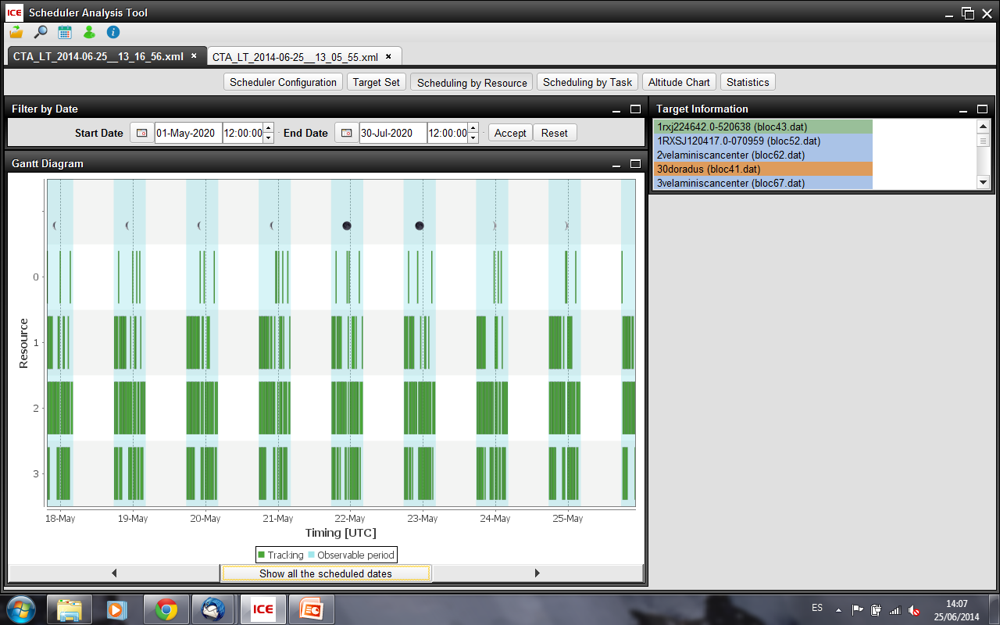 ICE Scheduler Analysis Tool
CTA_LT_2014-06-25__13_16_56.xml × CTA_LT_2014-06-25__13_05_55.xml ×
Scheduler Configuration Target Set Scheduling by Resource Scheduling by Task Altitude Chart Statistics
Filter by Date
Start Date 01-May-2020 12:00:00 - End Date 30-Jul-2020 12:00:00 - Accept Reset
Gantt Diagram
Resource
0
1
2
3
18-May 19-May 20-May 21-May 22-May 23-May 24-May 25-May
Timing [UTC]
Tracking Observable period
Show all the scheduled dates
Target Information
1rxj224642.0-520638 (bloc43.dat)
1RXSJ120417.0-070959 (bloc52.dat)
2velaminiscancenter (bloc62.dat)
30doradus (bloc41.dat)
3velaminiscancenter (bloc67.dat)
ICE
ES
14:07
25/06/2014